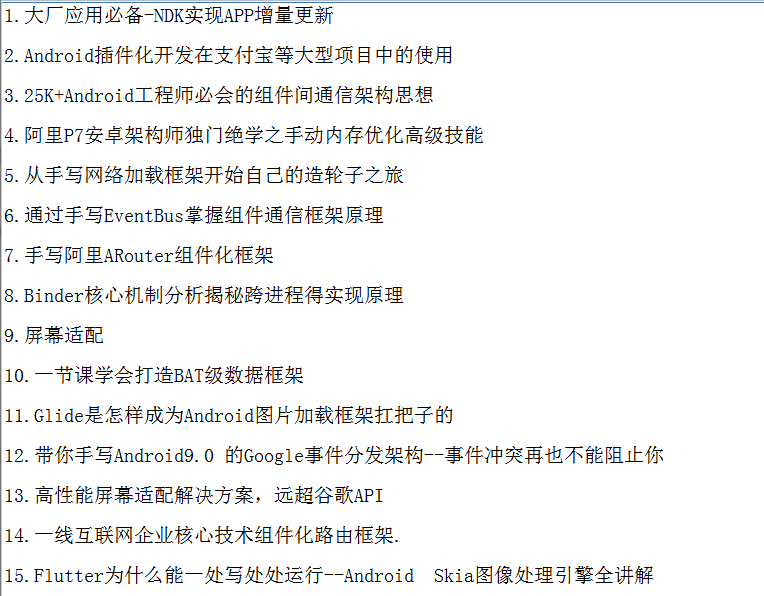 1.大厂应用必备-NDK实现APP增量更新
2.Android插件化开发在支付宝等大型项目中的使用
3.25K+Android工程师必会的组件间通信架构思想
4.阿里P7安卓架构师独门绝学之手动内存优化高级技能
5.从手写网络加载框架开始自己的造轮子之旅
6.通过手写EventBus掌握组件通信框架原理
7.手写阿里ARouter组件化框架
8.Binder核心机制分析揭秘跨进程得实现原理
9.屏幕适配
10.一节课学会打造BAT级数据框架
11.Glide是怎样成为Android图片加载框架扛把子的
12.带你手写Android9.0 的Google事件分发架构--事件冲突再也不能阻止你
13.高性能屏幕适配解决方案，远超谷歌API
14.一线互联网企业核心技术组件化路由框架.
15.Flutter为什么能一处写处处运行--Android  Skia图像处理引擎全讲解